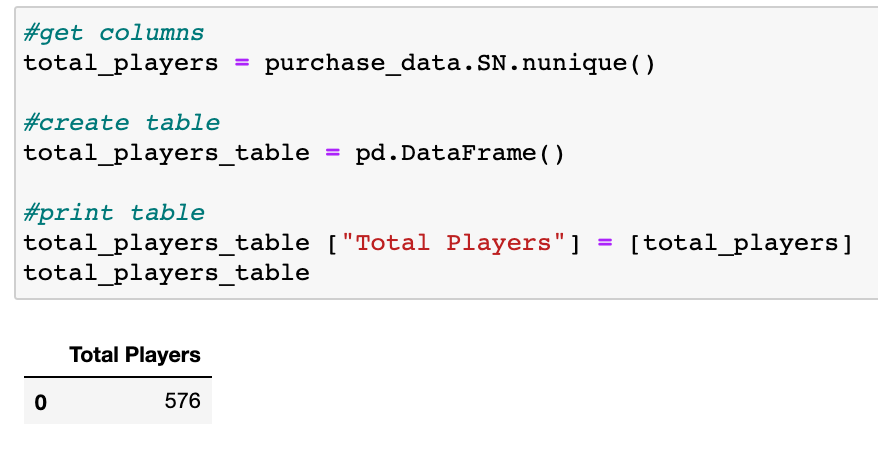 #get columns
total_players = purchase_data.SN.nunique()
#create table
total_players_table = pd.DataFrame()
#print table
total_players_table ["Total Players"] = [total_players]
total_players_table
Total Players
0 576